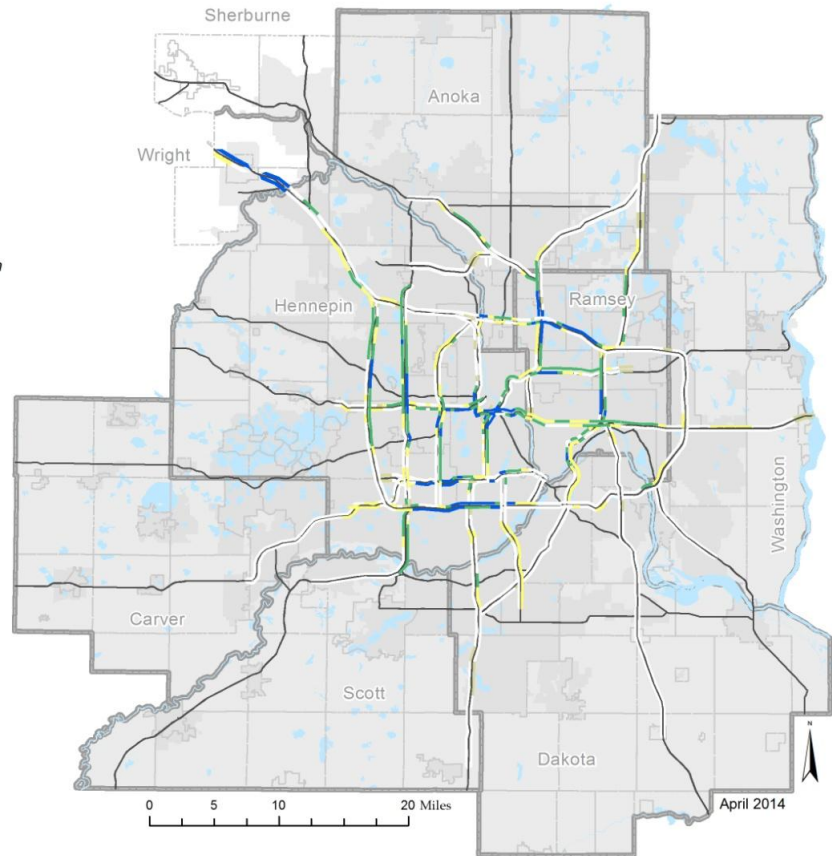 Sherburne
Anoka
Wright
Hennepin
Ramsey
Washington
Carver
Scott
Dakota
N
0 5 10 20 Miles
April 2014